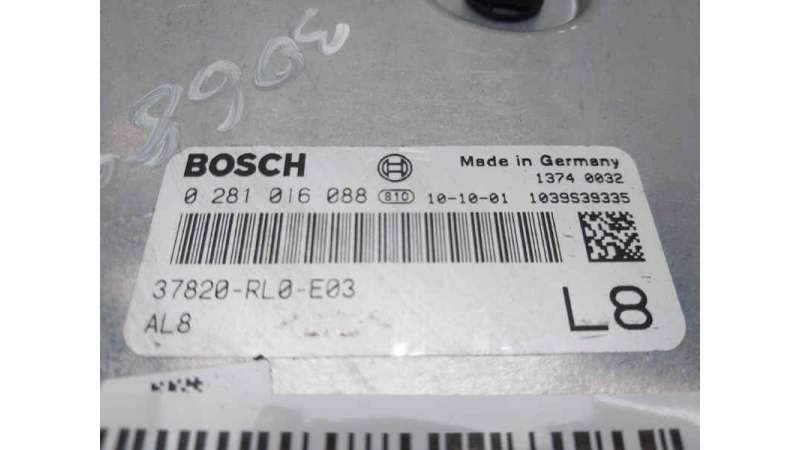 BOSCH Made in Germany
1374 0032
0 281 016 088 810 10-10-01 1039S39335
37820-RL0-E03
AL8
L8